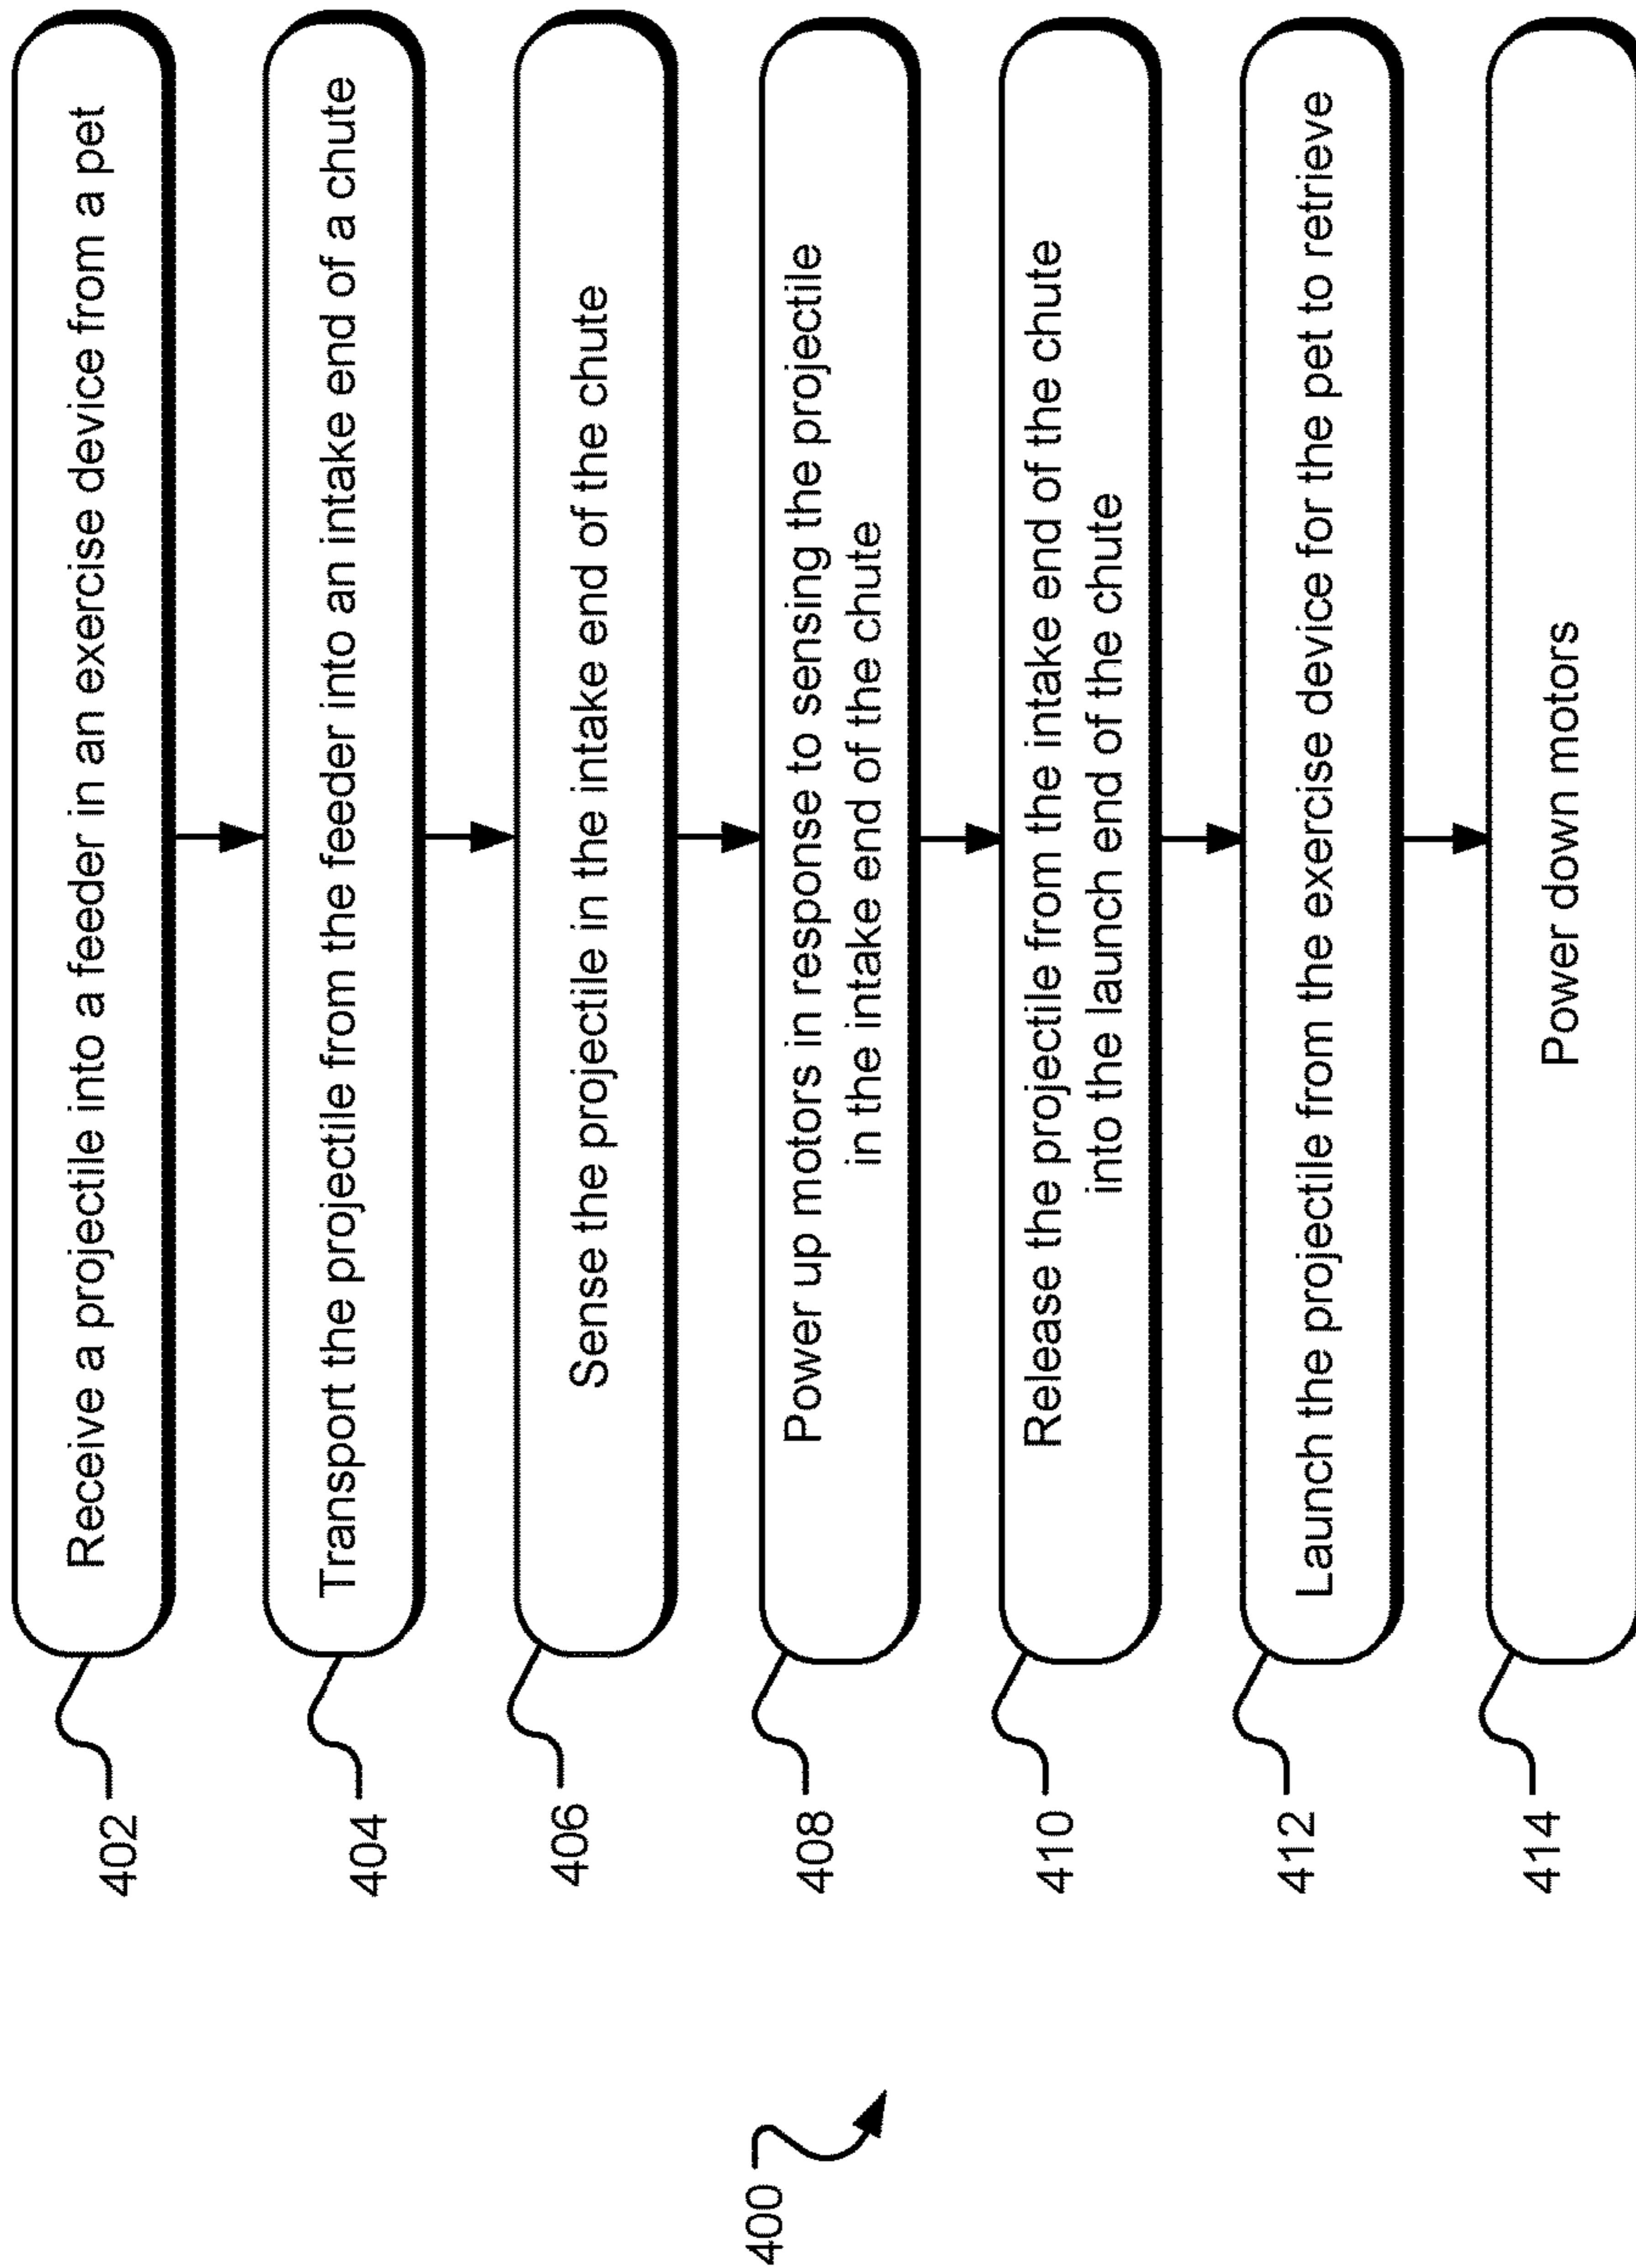 400
402
Receive a projectile into a feeder in an exercise device from a pet
404
Transport the projectile from the feeder into an intake end of a chute
406
Sense the projectile in the intake end of the chute
408
Power up motors in response to sensing the projectile
in the intake end of the chute
410
Release the projectile from the intake end of the chute
into the launch end of the chute
412
Launch the projectile from the exercise device for the pet to retrieve
414
Power down motors